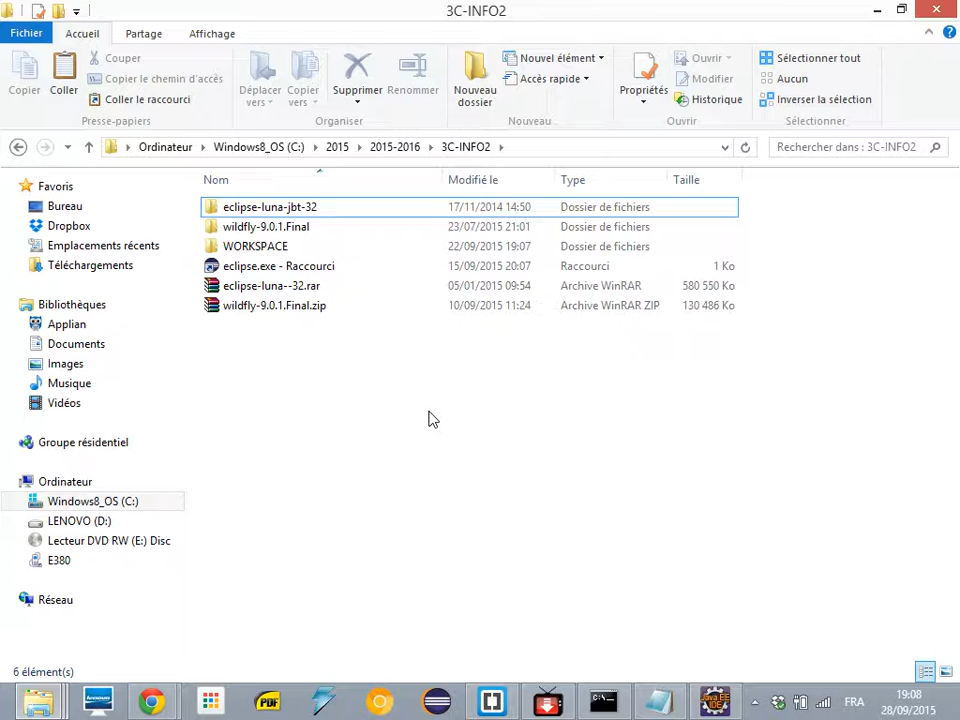 3C-INFO2
Fichier Accueil Partage Affichage
Copier
Coller
Couper
Copier le chemin d'accès
Coller le raccourci
Presse-papiers
Déplacer vers
Copier vers
Supprimer
Renommer
Organiser
Nouveau dossier
Nouvel élément
Accès rapide
Nouveau
Propriétés
Ouvrir
Modifier
Historique
Ouvrir
Sélectionner tout
Aucun
Inverser la sélection
Sélectionner
Ordinateur Windows8_OS (C:) 2015 2015-2016 3C-INFO2
Rechercher dans : 3C-INFO2
Favoris
Bureau
Dropbox
Emplacements récents
Téléchargements
Bibliothèques
Applian
Documents
Images
Musique
Vidéos
Groupe résidentiel
Ordinateur
Windows8_OS (C:)
LENOVO (D:)
Lecteur DVD RW (E:) Disc
E380
Réseau
Nom Modifié le Type Taille
eclipse-luna-jbt-32 17/11/2014 14:50 Dossier de fichiers
wildfly-9.0.1.Final 23/07/2015 21:01 Dossier de fichiers
WORKSPACE 22/09/2015 19:07 Dossier de fichiers
eclipse.exe - Raccourci 15/09/2015 20:07 Raccourci 1 Ko
eclipse-luna--32.rar 05/01/2015 09:54 Archive WinRAR 580 550 Ko
wildfly-9.0.1.Final.zip 10/09/2015 11:24 Archive WinRAR ZIP 130 486 Ko
6 élément(s)
PDF
C:\
Java EE
IDE
FRA
19:08
28/09/2015